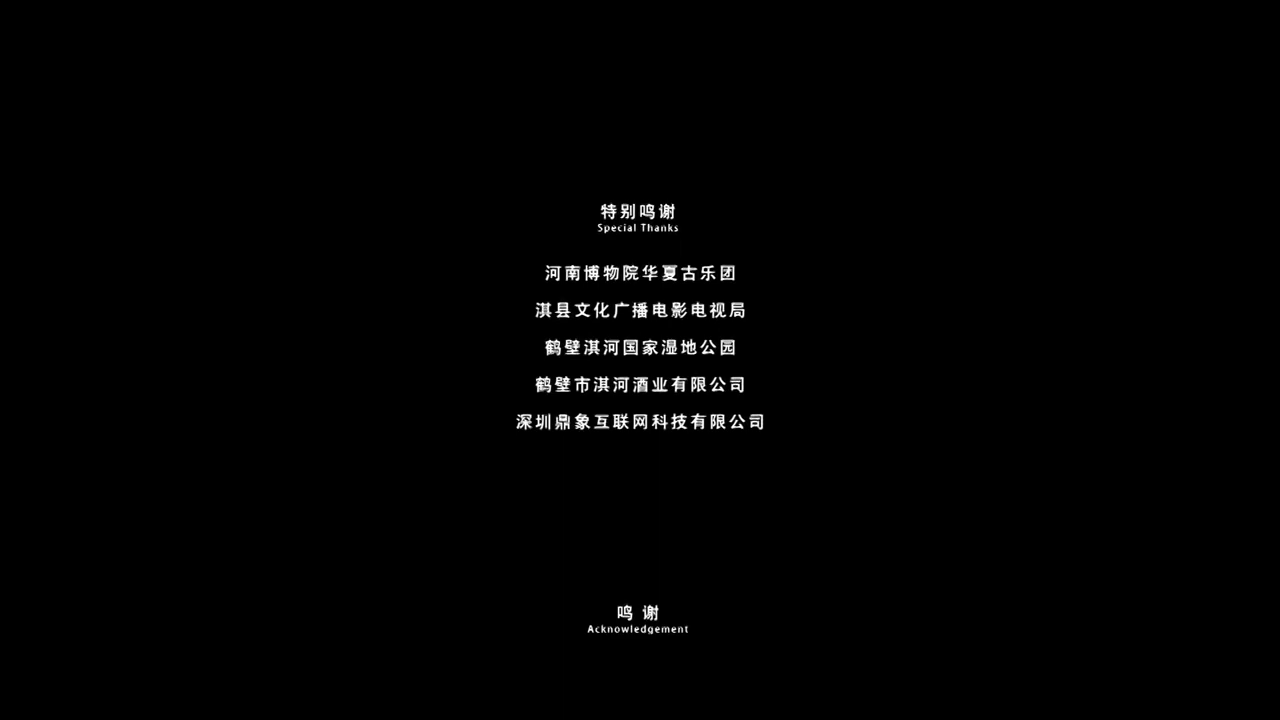 特别鸣谢
Special Thanks
河南博物院华夏古乐团
淇县文化广播电影电视局
鹤壁淇河国家湿地公园
鹤壁市淇河酒业有限公司
深圳鼎象互联网科技有限公司
鸣 谢
Acknowledgement